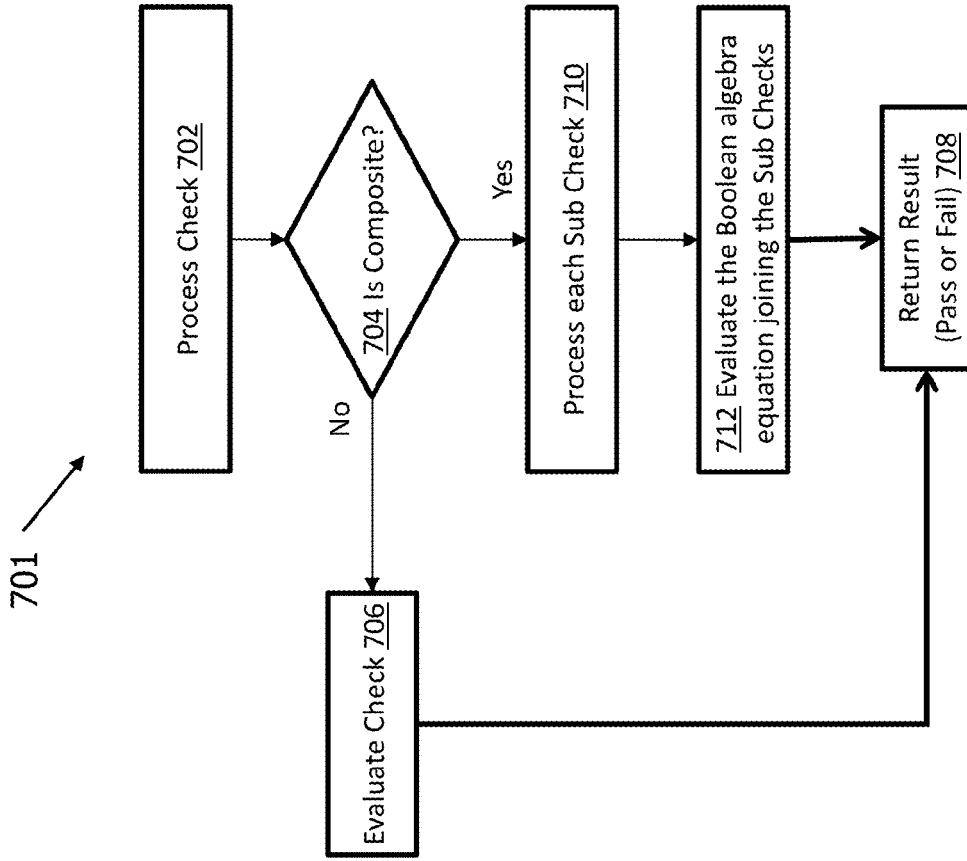 701
Process Check 702
704 Is Composite?
No
Yes
Evaluate Check 706
Process each Sub Check 710
712 Evaluate the Boolean algebra
equation joining the Sub Checks
Return Result
(Pass or Fail) 708